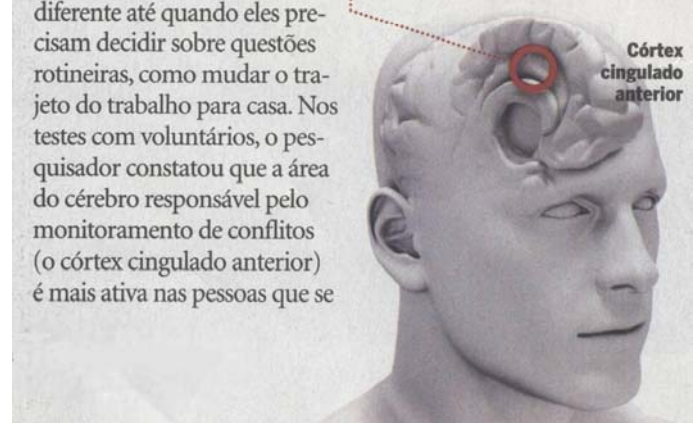 diferente até quando eles pre-
cisam decidir sobre questões
rotineiras, como mudar o tra-
jeto do trabalho para casa. Nos
testes com voluntários, o pes-
quisador constatou que a área
do cérebro responsável pelo
monitoramento de conflitos
(o córtex cingulado anterior)
é mais ativa nas pessoas que se
Córtex
cingulado
anterior